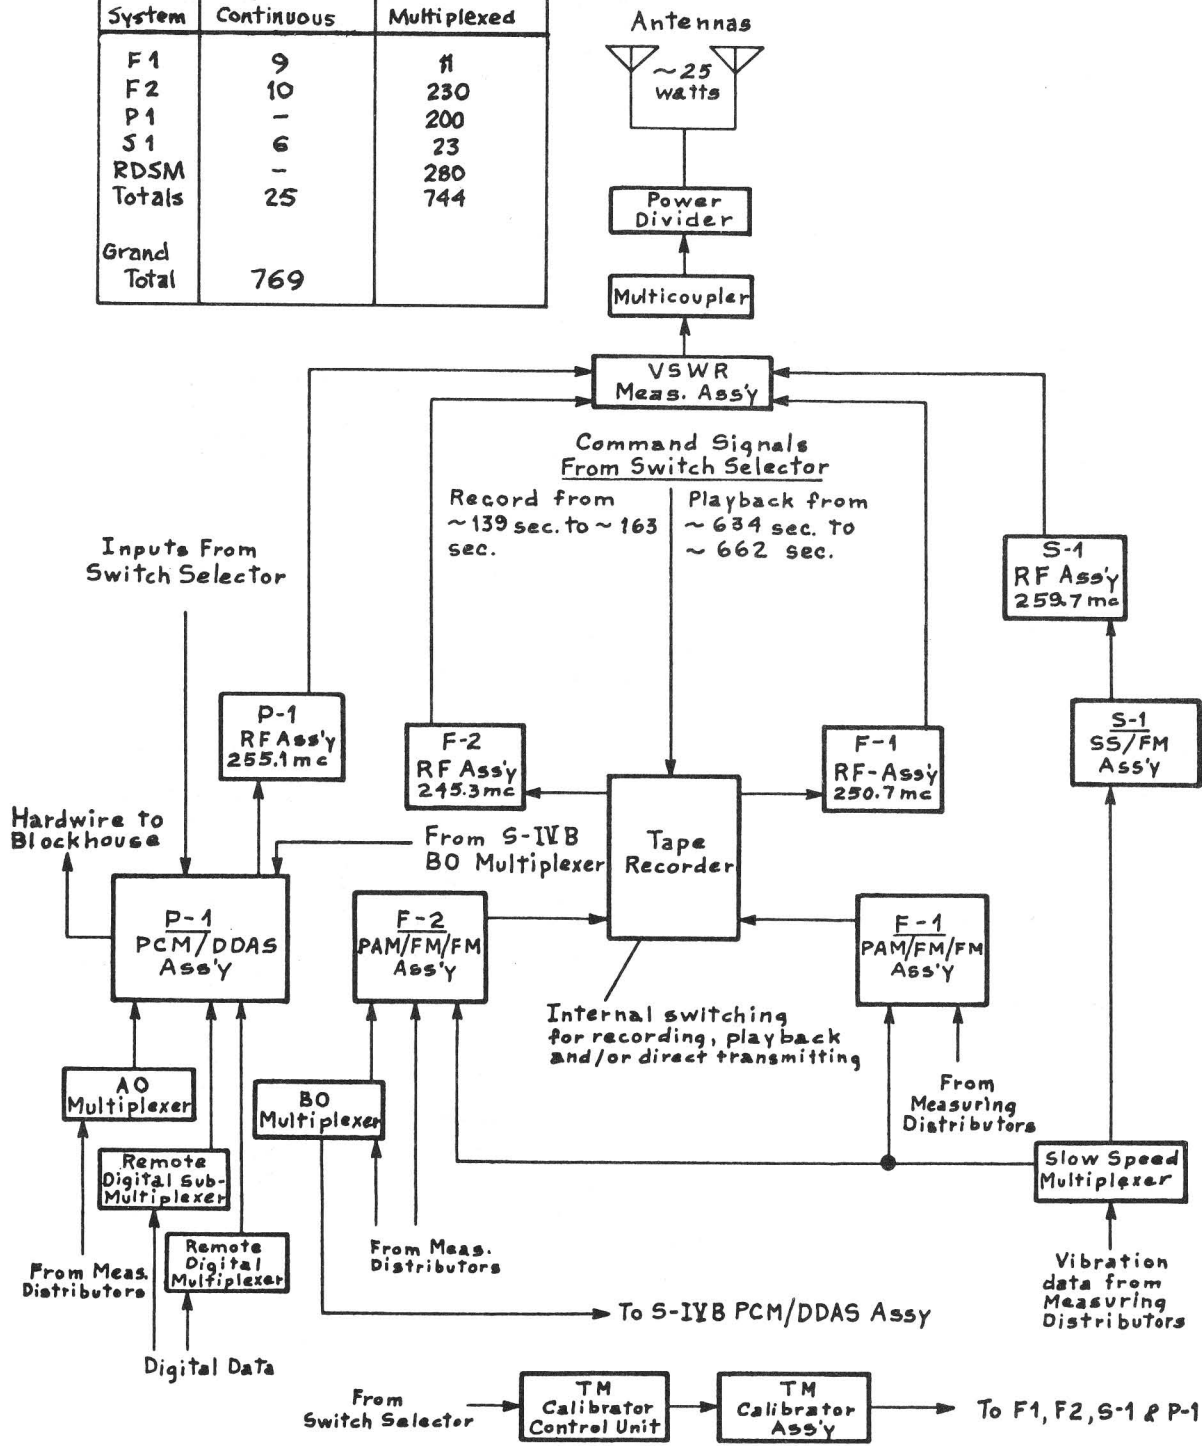 System Continuous Multiplexed
F1 9 11
F2 10 230
P1 - 200
S1 6 23
RDSM - 280
Totals 25 744
Grand
Total 769
Antennas
~25
watts
Power
Divider
Multicoupler
VSWR
Meas. Ass'y
Command Signals
From Switch Selector
Record from
~139 sec. to ~163
sec.
Playback from
~634 sec. to
~662 sec.
Inputs From
Switch Selector
S-1
RF Ass'y
259.7 mc
P-1
RF Ass'y
255.1 mc
F-2
RF Ass'y
245.3 mc
F-1
RF-Ass'y
250.7 mc
S-1
SS/FM
Ass'y
Hardwire to
Blockhouse
From S-IVB
BO Multiplexer
Tape
Recorder
P-1
PCM/DDAS
Ass'y
F-2
PAM/FM/FM
Ass'y
F-1
PAM/FM/FM
Ass'y
Internal switching
for recording, playback
and/or direct transmitting
AO
Multiplexer
BO
Multiplexer
From
Measuring
Distributors
Remote
Digital Sub-
Multiplexer
Slow Speed
Multiplexer
Remote
Digital
Multiplexer
From Meas.
Distributors
From Meas.
Distributors
Vibration
data from
Measuring
Distributors
To S-IVB PCM/DDAS Assy
Digital Data
From
Switch Selector
TM
Calibrator
Control Unit
TM
Calibrator
Ass'y
To F1, F2, S-1 & P-1